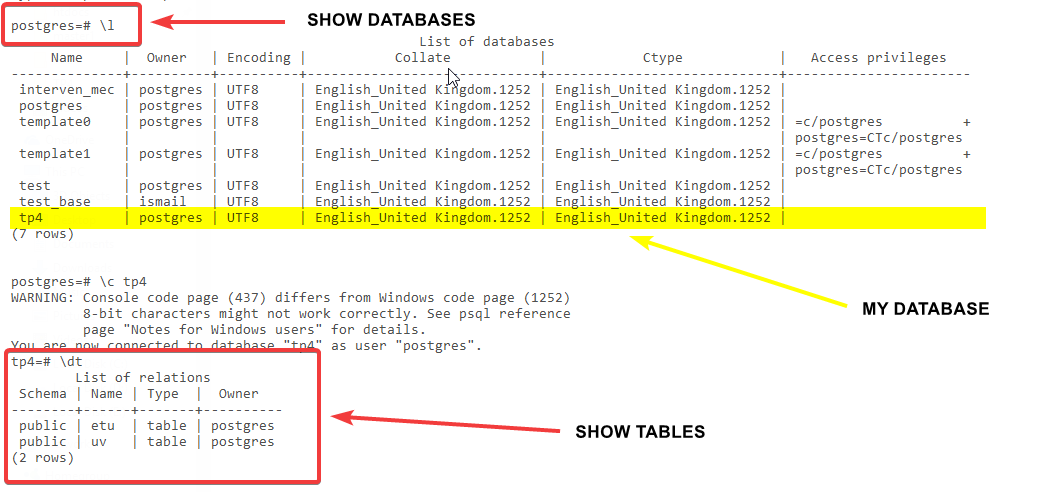 postgres=# \l
SHOW DATABASES
List of databases
Name | Owner | Encoding | Collate | Ctype | Access privileges
-----------+----------+----------+----------------------------+----------------------------+-----------------------
interven_mec | postgres | UTF8 | English_United Kingdom.1252 | English_United Kingdom.1252 |
postgres | postgres | UTF8 | English_United Kingdom.1252 | English_United Kingdom.1252 |
template0 | postgres | UTF8 | English_United Kingdom.1252 | English_United Kingdom.1252 | =c/postgres +
| | | | | postgres=CTc/postgres
template1 | postgres | UTF8 | English_United Kingdom.1252 | English_United Kingdom.1252 | =c/postgres +
| | | | | postgres=CTc/postgres
test | postgres | UTF8 | English_United Kingdom.1252 | English_United Kingdom.1252 |
test_base | ismail | UTF8 | English_United Kingdom.1252 | English_United Kingdom.1252 |
tp4 | postgres | UTF8 | English_United Kingdom.1252 | English_United Kingdom.1252 |
(7 rows)
postgres=# \c tp4
WARNING: Console code page (437) differs from Windows code page (1252)
8-bit characters might not work correctly. See psql reference
page "Notes for Windows users" for details.
MY DATABASE
You are now connected to database "tp4" as user "postgres".
tp4=# \dt
List of relations
Schema | Name | Type | Owner
--------+------+-------+----------
public | etu | table | postgres
public | uv | table | postgres
(2 rows)
SHOW TABLES